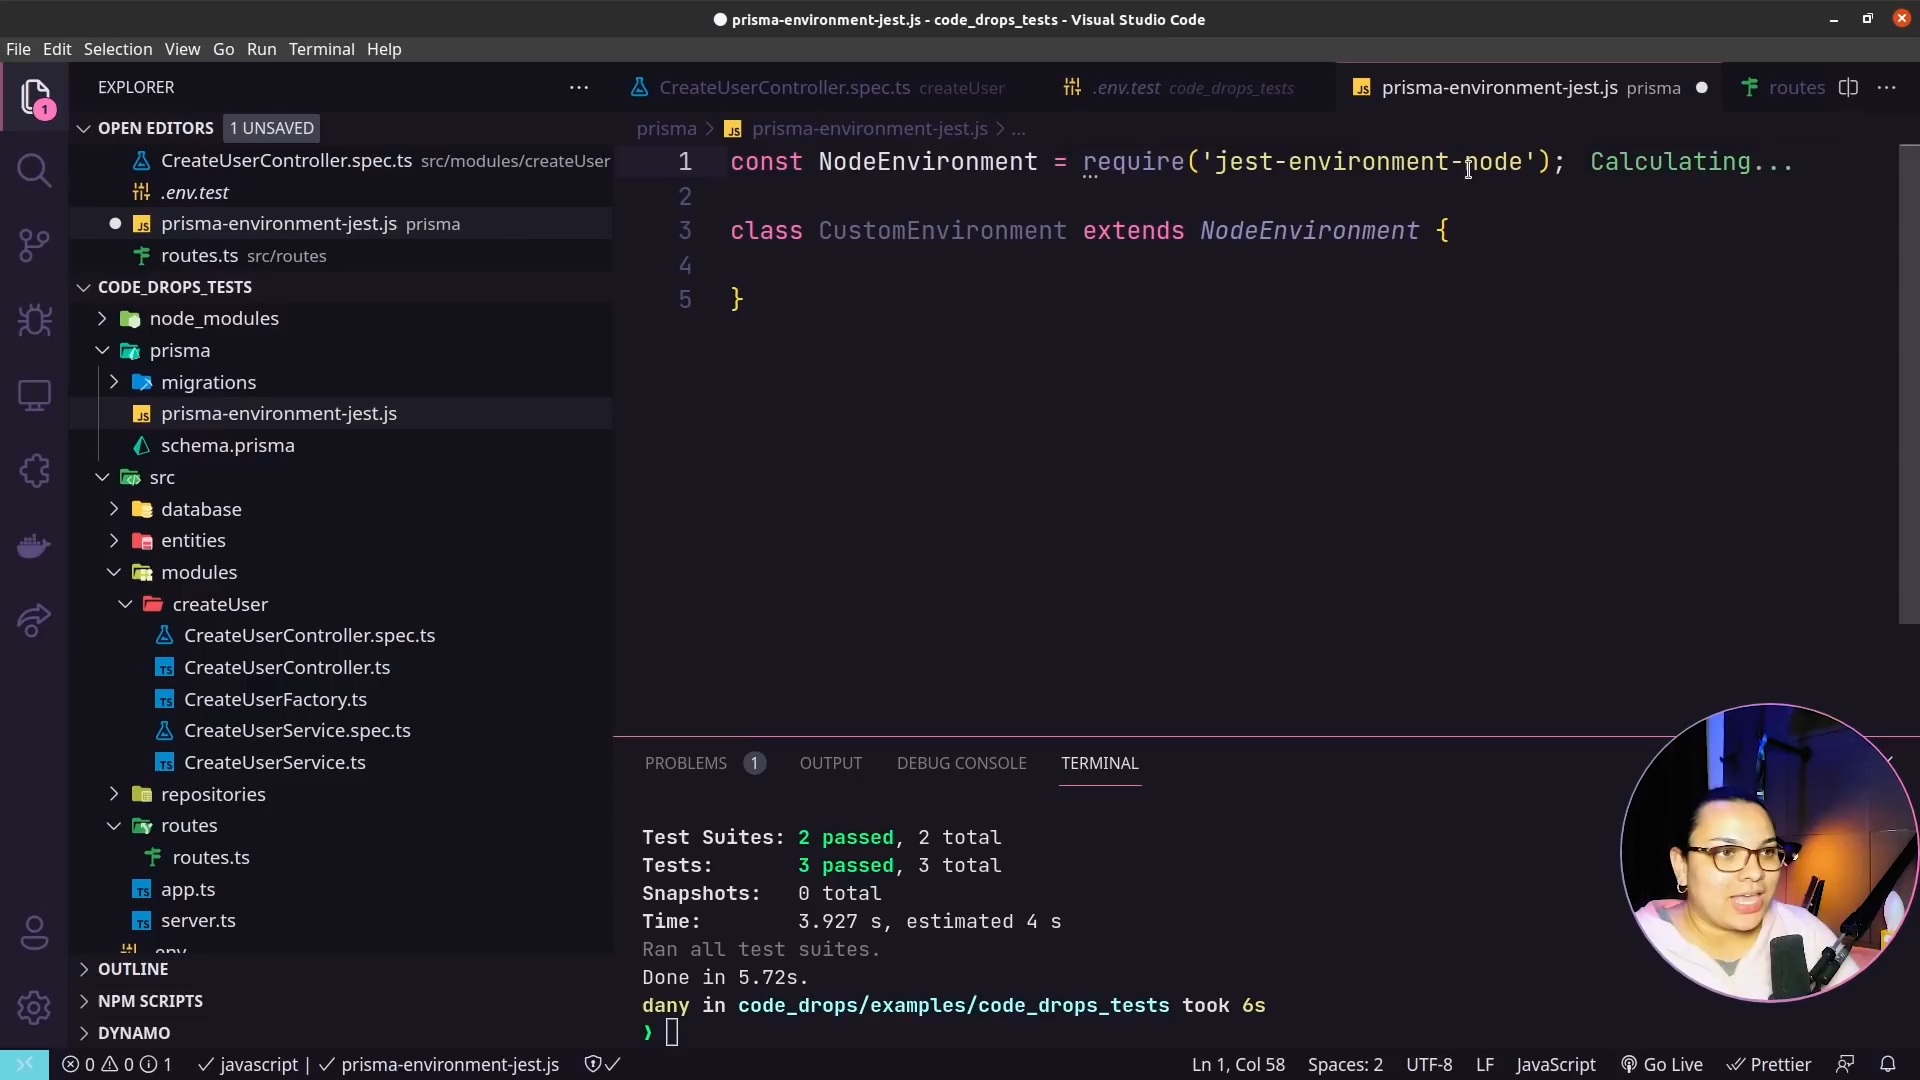 prisma-environment-jest.js - code_drops_tests - Visual Studio Code
File Edit Selection View Go Run Terminal Help
1
EXPLORER
OPEN EDITORS 1 UNSAVED
CreateUserController.spec.ts src/modules/createUser
.env.test
prisma-environment-jest.js prisma
routes.ts src/routes
CODE_DROPS_TESTS
node_modules
prisma
migrations
prisma-environment-jest.js
schema.prisma
src
database
entities
modules
createUser
CreateUserController.spec.ts
CreateUserController.ts
CreateUserFactory.ts
CreateUserService.spec.ts
CreateUserService.ts
repositories
routes
routes.ts
app.ts
server.ts
.env
OUTLINE
NPM SCRIPTS
DYNAMO
CreateUserController.spec.ts createUser
.env.test code_drops_tests
prisma-environment-jest.js prisma
routes
prisma > prisma-environment-jest.js > ...
1 const NodeEnvironment = require('jest-environment-node'); Calculating...
2
3 class CustomEnvironment extends NodeEnvironment {
4
5 }
PROBLEMS 1 OUTPUT DEBUG CONSOLE TERMINAL
Test Suites: 2 passed, 2 total
Tests: 3 passed, 3 total
Snapshots: 0 total
Time: 3.927 s, estimated 4 s
Ran all test suites.
Done in 5.72s.
dany in code_drops/examples/code_drops_tests took 6s
❯
0 0 1 javascript | prisma-environment-jest.js
Ln 1, Col 58 Spaces: 2 UTF-8 LF JavaScript Go Live Prettier